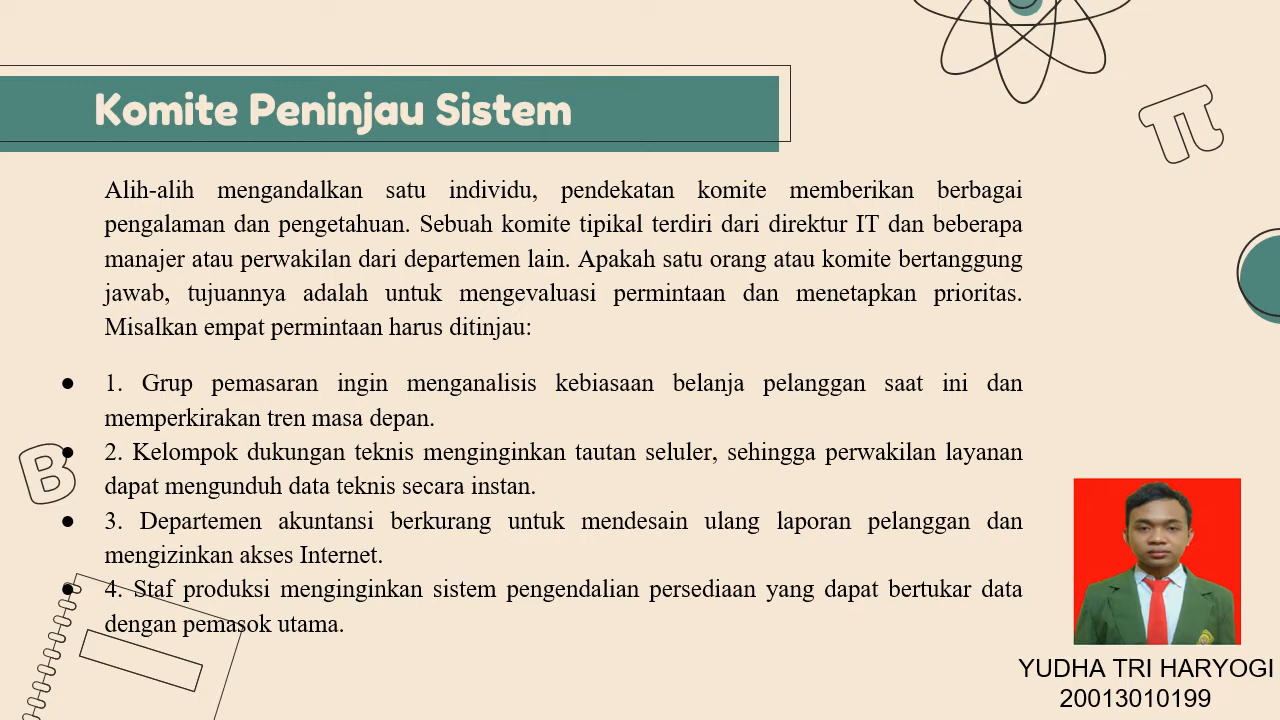 Komite Peninjau Sistem
Alih-alih mengandalkan satu individu, pendekatan komite memberikan berbagai
pengalaman dan pengetahuan. Sebuah komite tipikal terdiri dari direktur IT dan beberapa
manajer atau perwakilan dari departemen lain. Apakah satu orang atau komite bertanggung
jawab, tujuannya adalah untuk mengevaluasi permintaan dan menetapkan prioritas.
Misalkan empat permintaan harus ditinjau:
● 1. Grup pemasaran ingin menganalisis kebiasaan belanja pelanggan saat ini dan
memperkirakan tren masa depan.
● 2. Kelompok dukungan teknis menginginkan tautan seluler, sehingga perwakilan layanan
dapat mengunduh data teknis secara instan.
● 3. Departemen akuntansi berkurang untuk mendesain ulang laporan pelanggan dan
mengizinkan akses Internet.
● 4. Staf produksi menginginkan sistem pengendalian persediaan yang dapat bertukar data
dengan pemasok utama.
π
B
YUDHA TRI HARYOGI
20013010199